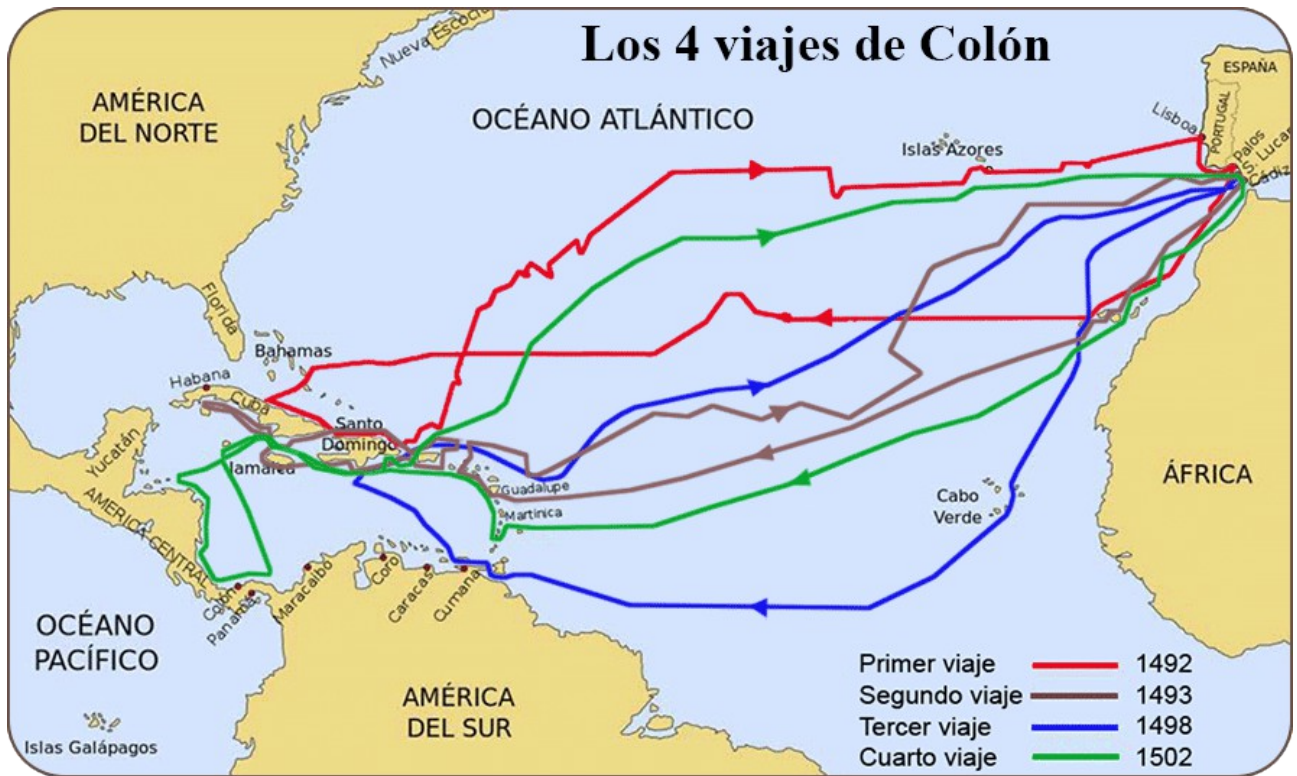 Los 4 viajes de Colón
Nueva Escocia
ESPAÑA
AMÉRICA
DEL NORTE
OCÉANO ATLÁNTICO
Lisboa
PORTUGAL
Palos
S. Lucar
Cádiz
Islas Azores
Florida
Bahamas
Habana
Cuba
Santo
Domingo
Yucatán
Jamaica
Guadalupe
Martinica
ÁFRICA
Cabo
Verde
AMÉRICA CENTRAL
Colón
Panamá
Maracaibo
Coro
Caracas
Cumana
OCÉANO
PACÍFICO
AMÉRICA
DEL SUR
Islas Galápagos
Primer viaje 1492
Segundo viaje 1493
Tercer viaje 1498
Cuarto viaje 1502